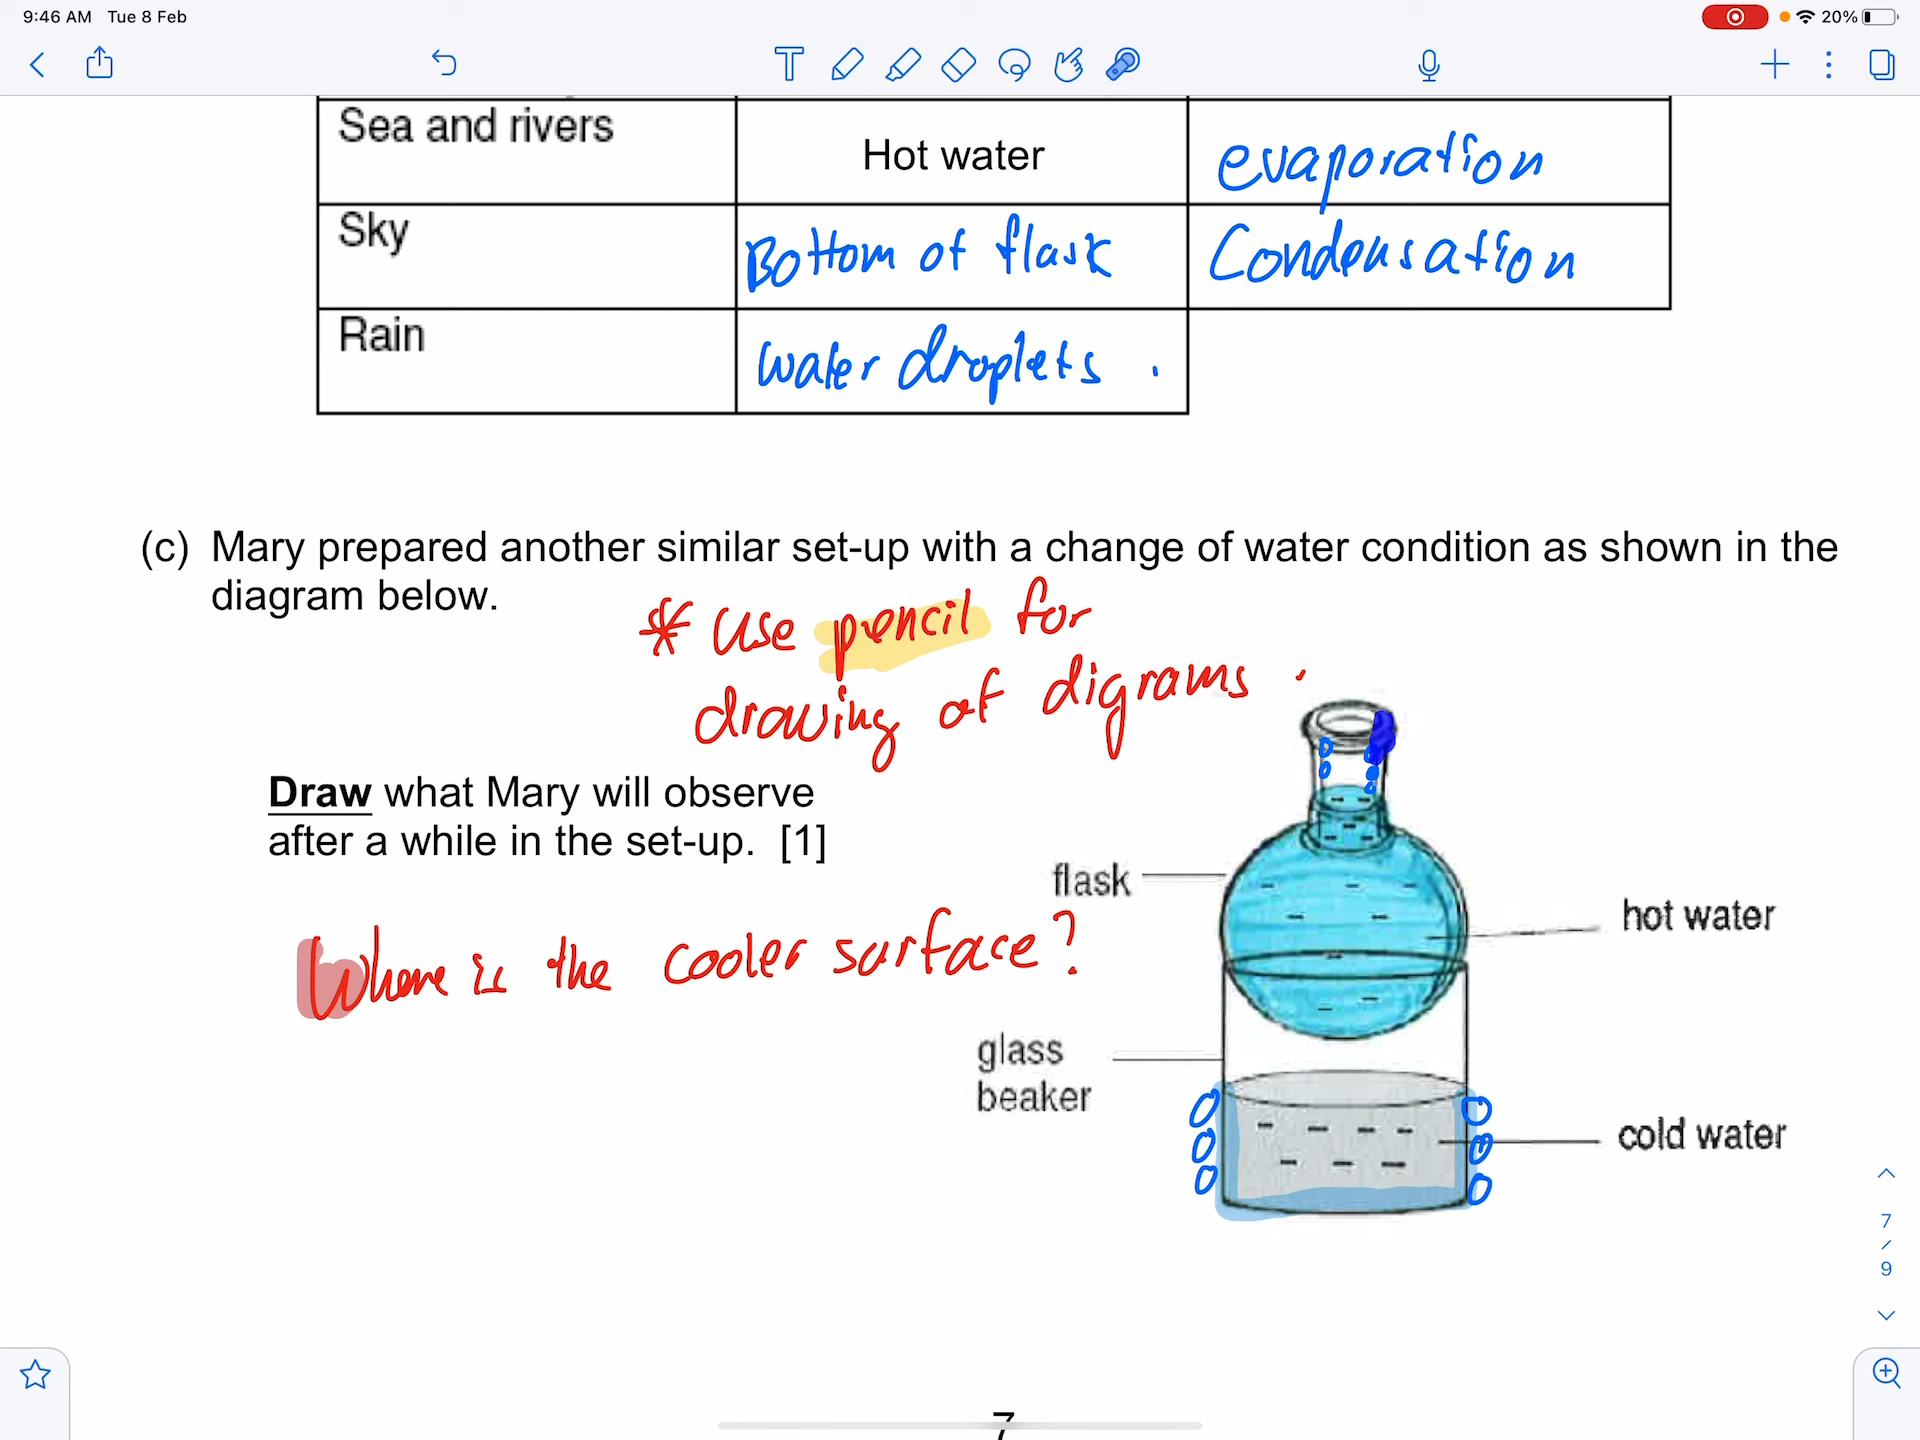 9:46 AM Tue 8 Feb
20%
T
Sea and rivers
Hot water
evaporation
Sky
Bottom of flask
Condensation
Rain
water droplets .
(c) Mary prepared another similar set-up with a change of water condition as shown in the
diagram below.
* use pencil for
drawing of digrams .
Draw what Mary will observe
after a while in the set-up. [1]
flask
hot water
Where is the cooler surface?
glass
beaker
cold water
7
/
9
7